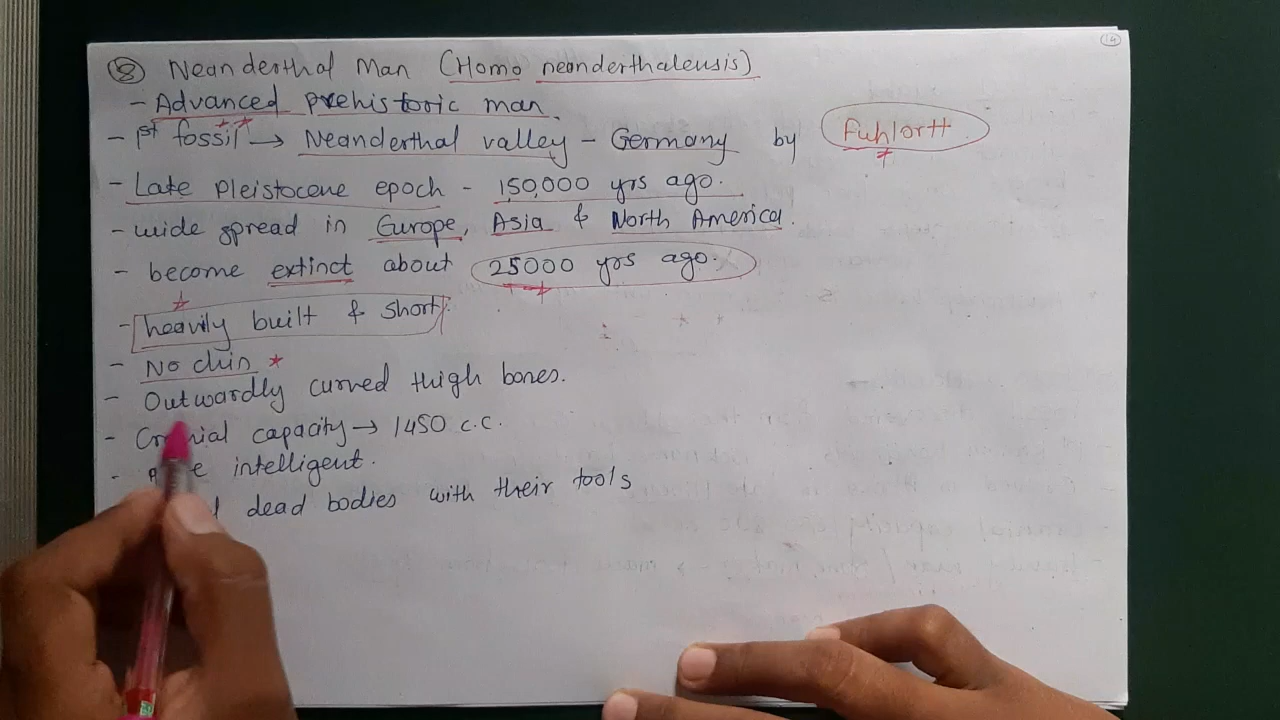 ⑧ Neanderthal Man (Homo neanderthalensis)
- Advanced prehistoric man.
- 1st fossil → Neanderthal valley - Germany by Fuhlortt
- Late pleistocene epoch - 150,000 yrs ago.
- wide spread in Europe, Asia & North America.
- become extinct about 25000 yrs ago.
- heavily built & short.
- No chin *
- Outwardly curved thigh bones.
- Cranial capacity → 1450 c.c.
- intelligent.
dead bodies with their tools